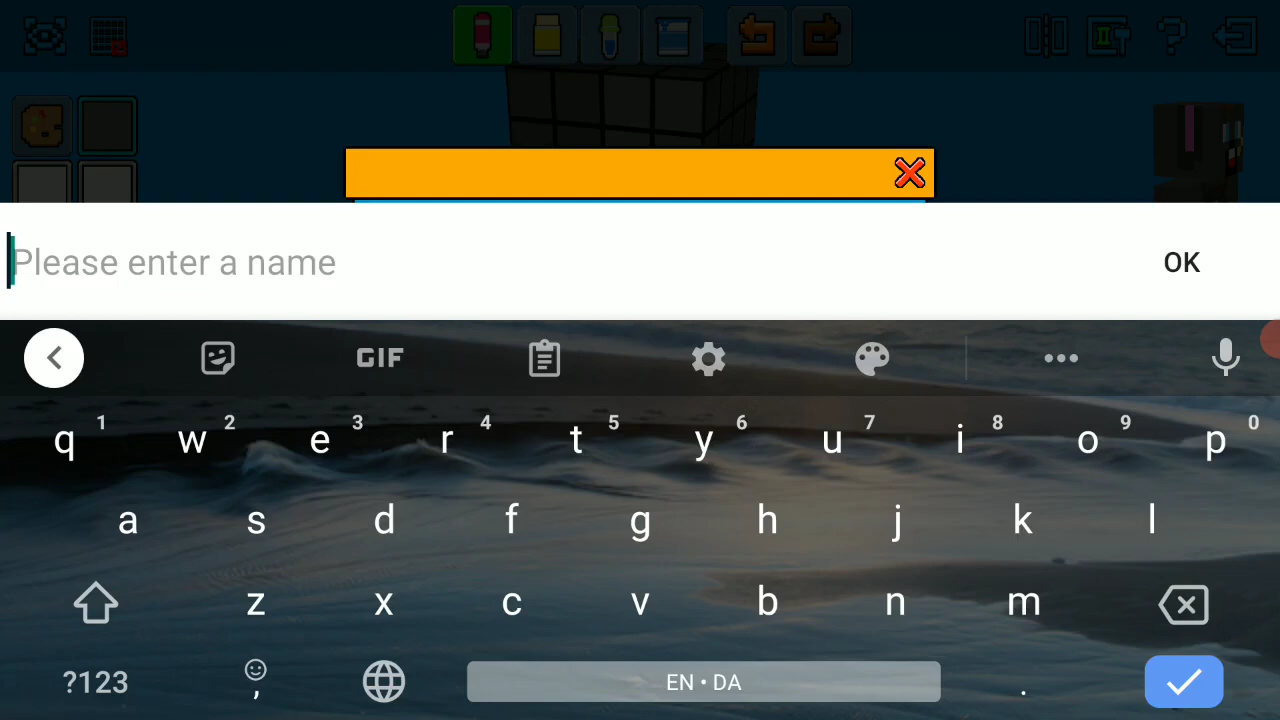 Please enter a name
OK
GIF
q 1 w 2 e 3 r 4 t 5 y 6 u 7 i 8 o 9 p 0
a s d f g h j k l
z x c v b n m
?123 , EN • DA .